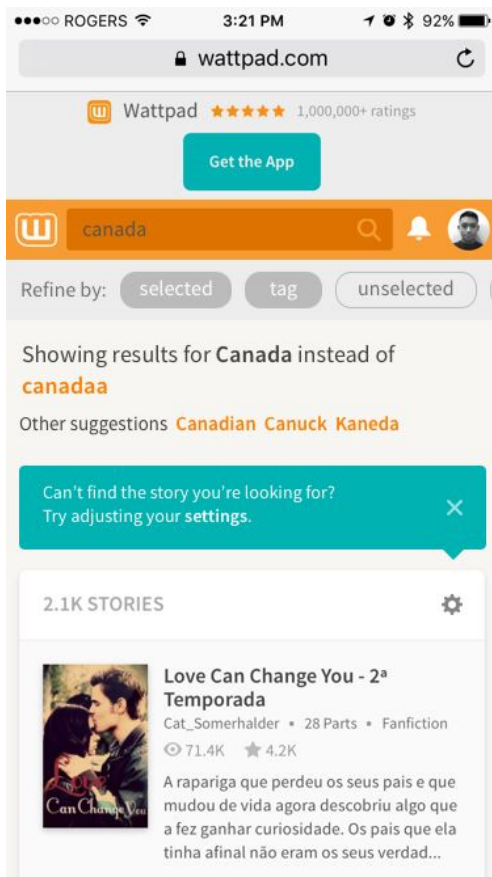 ROGERS 3:21 PM 92%
wattpad.com
Wattpad ★★★★★ 1,000,000+ ratings
Get the App
canada
Refine by: selected tag unselected
Showing results for Canada instead of
canadaa
Other suggestions Canadian Canuck Kaneda
Can't find the story you're looking for?
Try adjusting your settings.
2.1K STORIES
Love Can Change You - 2ª
Temporada
Cat_Somerhalder • 28 Parts • Fanfiction
71.4K ★ 4.2K
A rapariga que perdeu os seus pais e que
mudou de vida agora descobriu algo que
a fez ganhar curiosidade. Os pais que ela
tinha afinal não eram os seus verdad...
Love
Can Change You